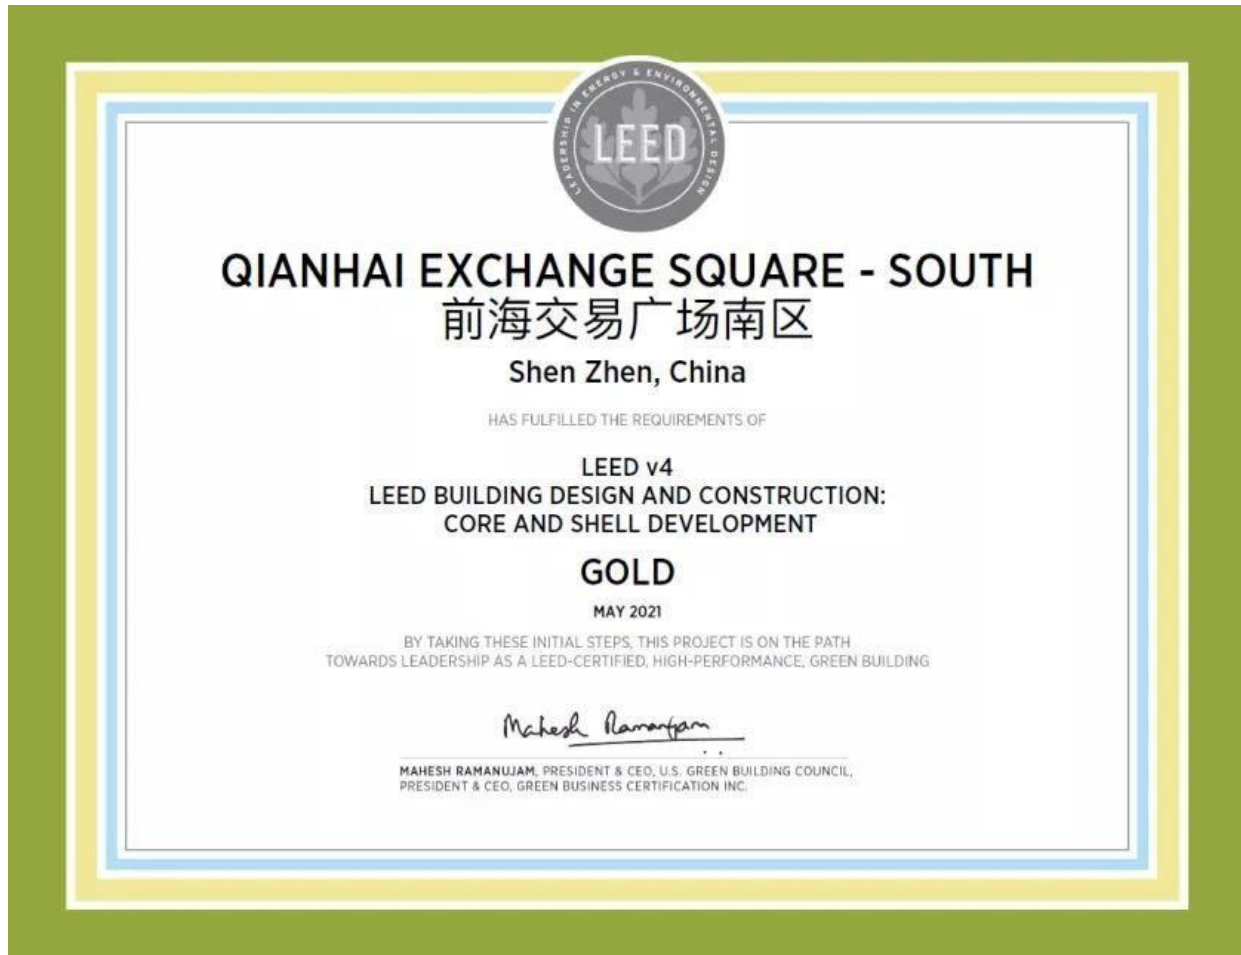 LEADERSHIP IN ENERGY & ENVIRONMENTAL DESIGN
LEED
QIANHAI EXCHANGE SQUARE - SOUTH
前海交易广场南区
Shen Zhen, China
HAS FULFILLED THE REQUIREMENTS OF
LEED v4
LEED BUILDING DESIGN AND CONSTRUCTION:
CORE AND SHELL DEVELOPMENT
GOLD
MAY 2021
BY TAKING THESE INITIAL STEPS, THIS PROJECT IS ON THE PATH
TOWARDS LEADERSHIP AS A LEED-CERTIFIED, HIGH-PERFORMANCE, GREEN BUILDING
Mahesh Ramanujam
MAHESH RAMANUJAM, PRESIDENT & CEO, U.S. GREEN BUILDING COUNCIL,
PRESIDENT & CEO, GREEN BUSINESS CERTIFICATION INC.